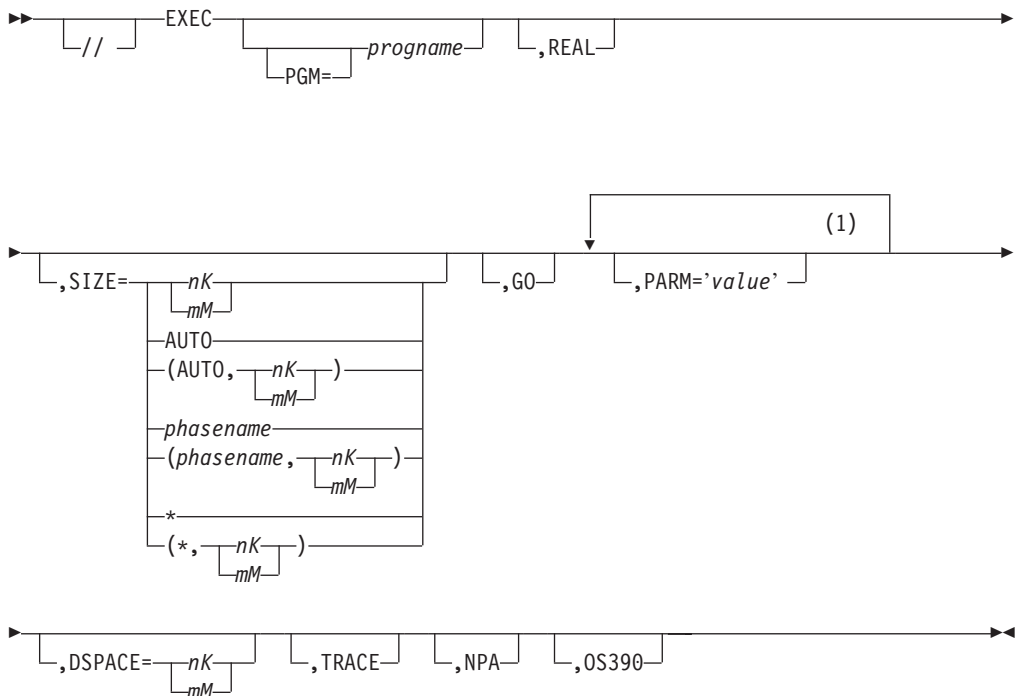 EXEC
// progname ,REAL
PGM=
(1)
,SIZE= nK ,GO ,PARM=’value’
mM
AUTO
(AUTO, nK )
mM
phasename
(phasename, nK )
mM
*
(*, nK )
mM
,DSPACE= nK ,TRACE ,NPA ,OS390
mM